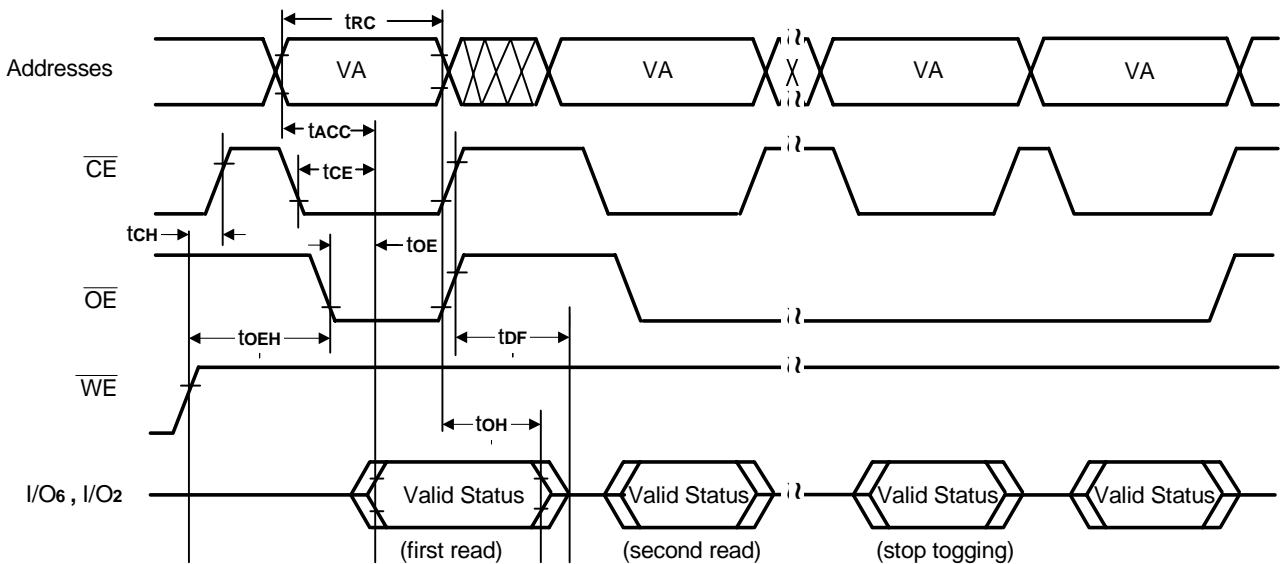 tRC
Addresses VA VA VA VA
tACC
CE tCE
tCH tOE
OE
tOEH tDF
WE
tOH
I/O6 , I/O2 Valid Status Valid Status Valid Status Valid Status
(first read) (second read) (stop togging)